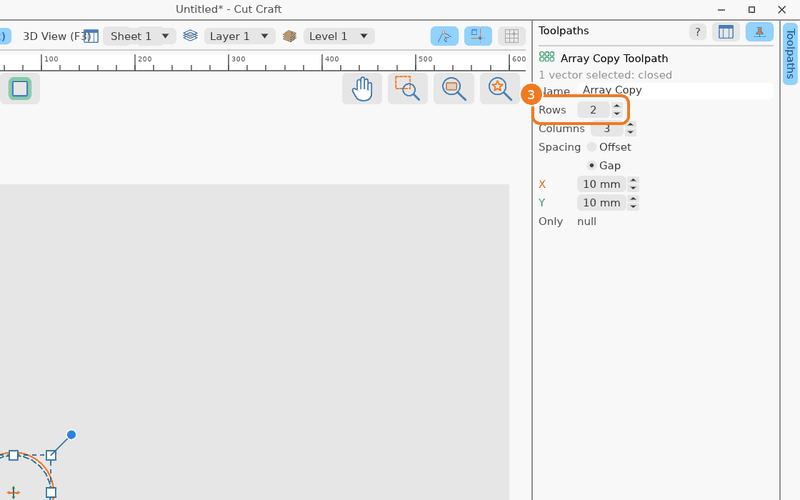 Untitled* - Cut Craft
3D View (F3) Sheet 1 Layer 1 Level 1
100 200 300 400 500 600
Toolpaths ?
Array Copy Toolpath
1 vector selected: closed
Name Array Copy
3
Rows 2
Columns 3
Spacing Offset
Gap
X 10 mm
Y 10 mm
Only null
Toolpaths